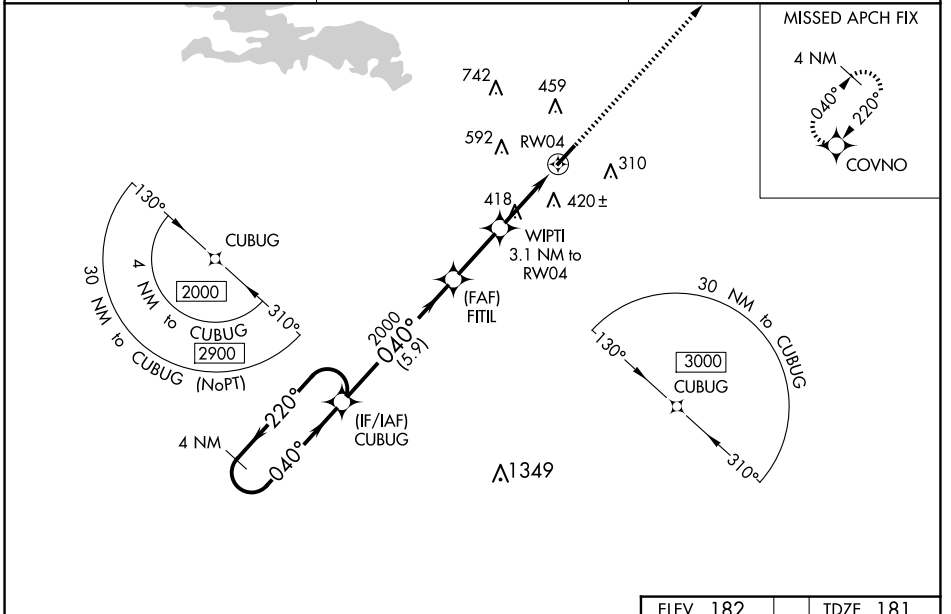 MISSED APCH FIX
4 NM
040°
220°
COVNO
742
459
592
RW04
310
418
420±
WIPTI
3.1 NM to
RW04
(FAF)
FITIL
2000
040°
(5.9)
(IF/IAF)
CUBUG
220°
040°
4 NM
1349
130°
CUBUG
2000
4 NM to CUBUG
310°
2900
30 NM to CUBUG (NoPT)
30 NM to CUBUG
130°
3000
CUBUG
310°
ELEV 182
TDZE 181